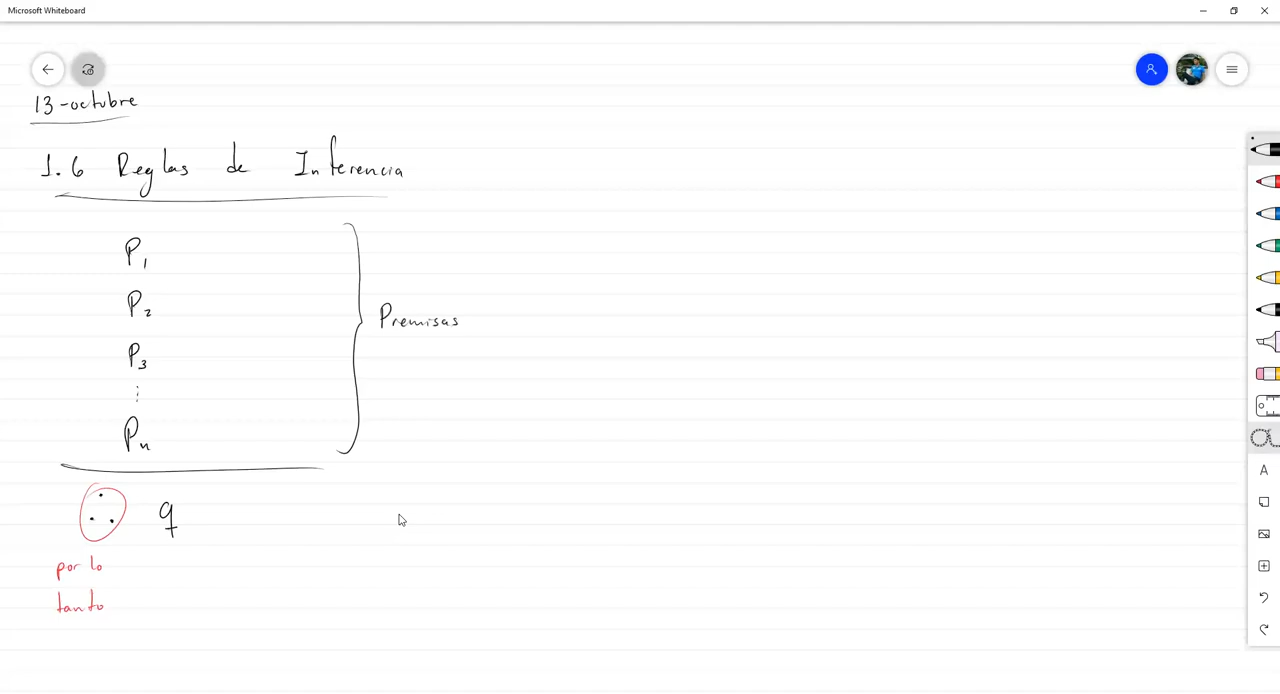 Microsoft Whiteboard
13-octubre
1.6 Reglas de Inferencia
P1
P2
P3
⋮
Pn
Premisas
∴ q
por lo
tanto
A